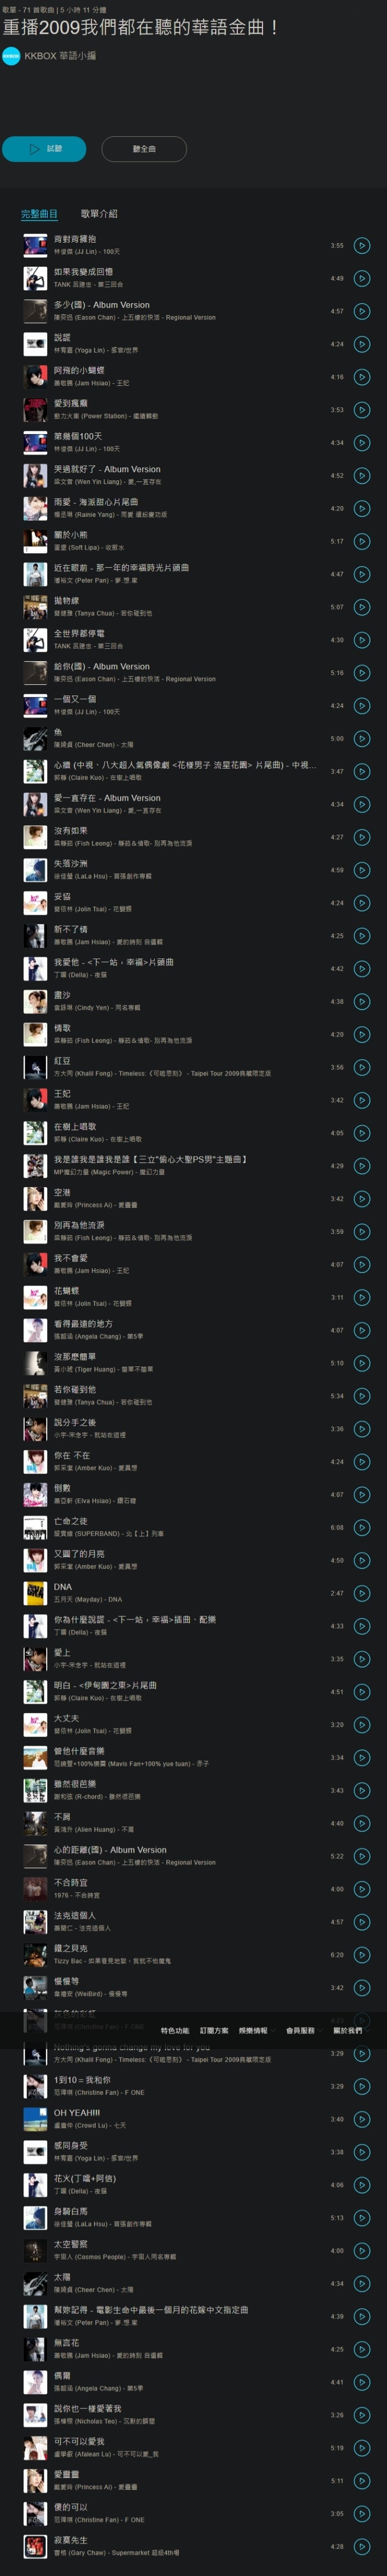 歌單 - 71 首歌曲 | 5 小時 11 分鐘
重播2009我們都在聽的華語金曲！
KKBOX 華語小編
試聽 聽全曲
完整曲目 歌單介紹
背對背擁抱 3:55
林俊傑 (JJ Lin) - 100天
如果我變成回憶 4:49
TANK 呂建忠 - 第三回合
多少(國) - Album Version 4:57
陳奕迅 (Eason Chan) - 上五樓的快活 - Regional Version
說謊 4:24
林宥嘉 (Yoga Lin) - 感官/世界
阿飛的小蝴蝶 4:16
蕭敬騰 (Jam Hsiao) - 王妃
愛到瘋癲 3:53
動力火車 (Power Station) - 繼續轉動
第幾個100天 4:34
林俊傑 (JJ Lin) - 100天
哭過就好了 - Album Version 4:52
梁文音 (Wen Yin Liang) - 愛,一直存在
雨愛 - 海派甜心片尾曲 4:20
楊丞琳 (Rainie Yang) - 雨愛 還盼慶功版
關於小熊 5:17
蛋堡 (Soft Lipa) - 收斂水
近在眼前 - 那一年的幸福時光片頭曲 4:47
潘裕文 (Peter Pan) - 夢.想.家
拋物線 5:07
蔡健雅 (Tanya Chua) - 若你碰到他
全世界都停電 4:30
TANK 呂建忠 - 第三回合
給你(國) - Album Version 5:16
陳奕迅 (Eason Chan) - 上五樓的快活 - Regional Version
一個又一個 4:24
林俊傑 (JJ Lin) - 100天
魚 5:00
陳綺貞 (Cheer Chen) - 太陽
心牆 (中視、八大超人氣偶像劇 <花樣男子 流星花園> 片尾曲) - 中視... 3:47
郭靜 (Claire Kuo) - 在樹上唱歌
愛一直存在 - Album Version 4:34
梁文音 (Wen Yin Liang) - 愛,一直存在
沒有如果 4:27
梁靜茹 (Fish Leong) - 靜茹&情歌- 別再為他流淚
失落沙洲 4:59
徐佳瑩 (LaLa Hsu) - 首張創作專輯
妥協 4:24
蔡依林 (Jolin Tsai) - 花蝴蝶
新不了情 4:25
蕭敬騰 (Jam Hsiao) - 愛的時刻 自選輯
我愛他 - <下一站，幸福>片頭曲 4:42
丁噹 (Della) - 夜貓
畫沙 4:38
袁詠琳 (Cindy Yen) - 同名專輯
情歌 4:20
梁靜茹 (Fish Leong) - 靜茹&情歌- 別再為他流淚
紅豆 3:56
方大同 (Khalil Fong) - Timeless:《可啦思刻》 - Taipei Tour 2009典藏限定版
王妃 3:42
蕭敬騰 (Jam Hsiao) - 王妃
在樹上唱歌 4:05
郭靜 (Claire Kuo) - 在樹上唱歌
我是誰我是誰我是誰【三立"偷心大聖PS男"主題曲】 4:29
MP魔幻力量 (Magic Power) - 魔幻力量
空港 3:42
戴愛玲 (Princess Ai) - 愛靈靈
別再為他流淚 3:59
梁靜茹 (Fish Leong) - 靜茹&情歌- 別再為他流淚
我不會愛 4:07
蕭敬騰 (Jam Hsiao) - 王妃
花蝴蝶 3:11
蔡依林 (Jolin Tsai) - 花蝴蝶
看得最遠的地方 4:07
張韶涵 (Angela Chang) - 第5季
沒那麼簡單 5:10
黃小琥 (Tiger Huang) - 簡單不簡單
若你碰到他 5:34
蔡健雅 (Tanya Chua) - 若你碰到他
說分手之後 3:36
小宇-宋念宇 - 就站在這裡
你在 不在 4:24
郭采潔 (Amber Kuo) - 愛異想
倒數 4:07
蕭亞軒 (Elva Hsiao) - 鑽石糖
亡命之徒 6:08
縱貫線 (SUPERBAND) - 北【上】列車
又圓了的月亮 4:50
郭采潔 (Amber Kuo) - 愛異想
DNA 2:47
五月天 (Mayday) - DNA
你為什麼說謊 - <下一站，幸福>插曲．配樂 4:33
丁噹 (Della) - 夜貓
愛上 3:35
小宇-宋念宇 - 就站在這裡
明白 - <伊甸園之東>片尾曲 4:51
郭靜 (Claire Kuo) - 在樹上唱歌
大丈夫 3:20
蔡依林 (Jolin Tsai) - 花蝴蝶
管他什麼音樂 3:34
范曉萱+100%樂團 (Mavis Fan+100% yue tuan) - 赤子
雖然很芭樂 3:43
謝和弦 (R-chord) - 雖然很芭樂
不屑 4:40
黃鴻升 (Alien Huang) - 不屑
心的距離(國) - Album Version 5:22
陳奕迅 (Eason Chan) - 上五樓的快活 - Regional Version
不合時宜 4:00
1976 - 不合時宜
法克這個人 4:57
蕭閎仁 - 法克這個人
鐵之貝克 6:20
Tizzy Bac - 如果看見地獄，我就不怕魔鬼
慢慢等 3:42
韋禮安 (WeiBird) - 慢慢等
灰色的彩虹
范瑋琪 (Christine Fan) - F ONE
特色功能 訂閱方案 娛樂情報 會員服務 關於我們
Nothing's gonna change my love for you 3:29
方大同 (Khalil Fong) - Timeless:《可啦思刻》 - Taipei Tour 2009典藏限定版
1到10＝我和你 3:29
范瑋琪 (Christine Fan) - F ONE
OH YEAH!!! 3:40
盧廣仲 (Crowd Lu) - 七天
感同身受 3:38
林宥嘉 (Yoga Lin) - 感官/世界
花火(丁噹+阿信) 4:06
丁噹 (Della) - 夜貓
身騎白馬 5:13
徐佳瑩 (LaLa Hsu) - 首張創作專輯
太空警察 4:00
宇宙人 (Cosmos People) - 宇宙人同名專輯
太陽 4:34
陳綺貞 (Cheer Chen) - 太陽
幫妳記得 - 電影生命中最後一個月的花嫁中文指定曲 4:39
潘裕文 (Peter Pan) - 夢.想.家
無言花 4:25
蕭敬騰 (Jam Hsiao) - 愛的時刻 自選輯
偶爾 4:41
張韶涵 (Angela Chang) - 第5季
說你也一樣愛著我 3:26
張棟樑 (Nicholas Teo) - 沉默的瞬間
可不可以愛我 5:19
盧學叡 (Afalean Lu) - 可不可以愛_我
愛靈靈 5:11
戴愛玲 (Princess Ai) - 愛靈靈
傻的可以 3:05
范瑋琪 (Christine Fan) - F ONE
寂寞先生 4:28
曹格 (Gary Chaw) - Supermarket 超級4th場